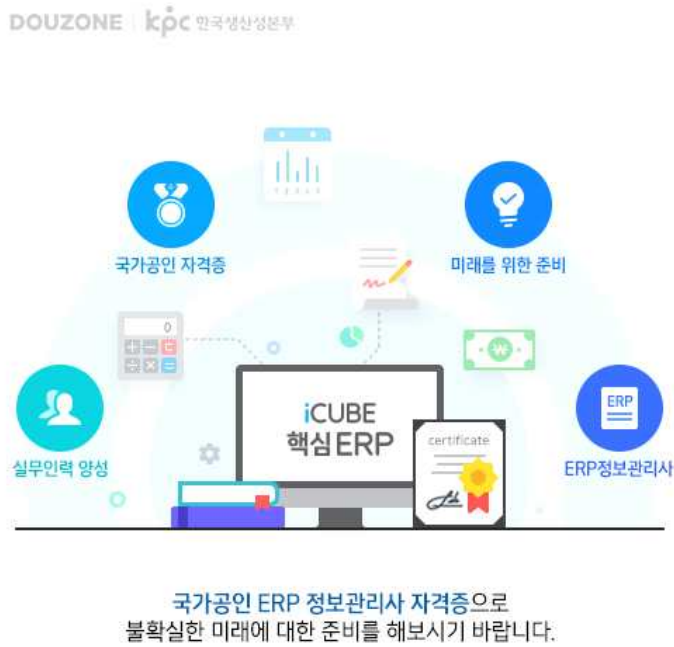 DOUZONE kpc 한국생산성본부
국가공인 자격증
미래를 위한 준비
0
iCUBE
핵심 ERP
certificate
ERP
실무인력 양성
ERP정보관리사
국가공인 ERP 정보관리사 자격증으로
불확실한 미래에 대한 준비를 해보시기 바랍니다.